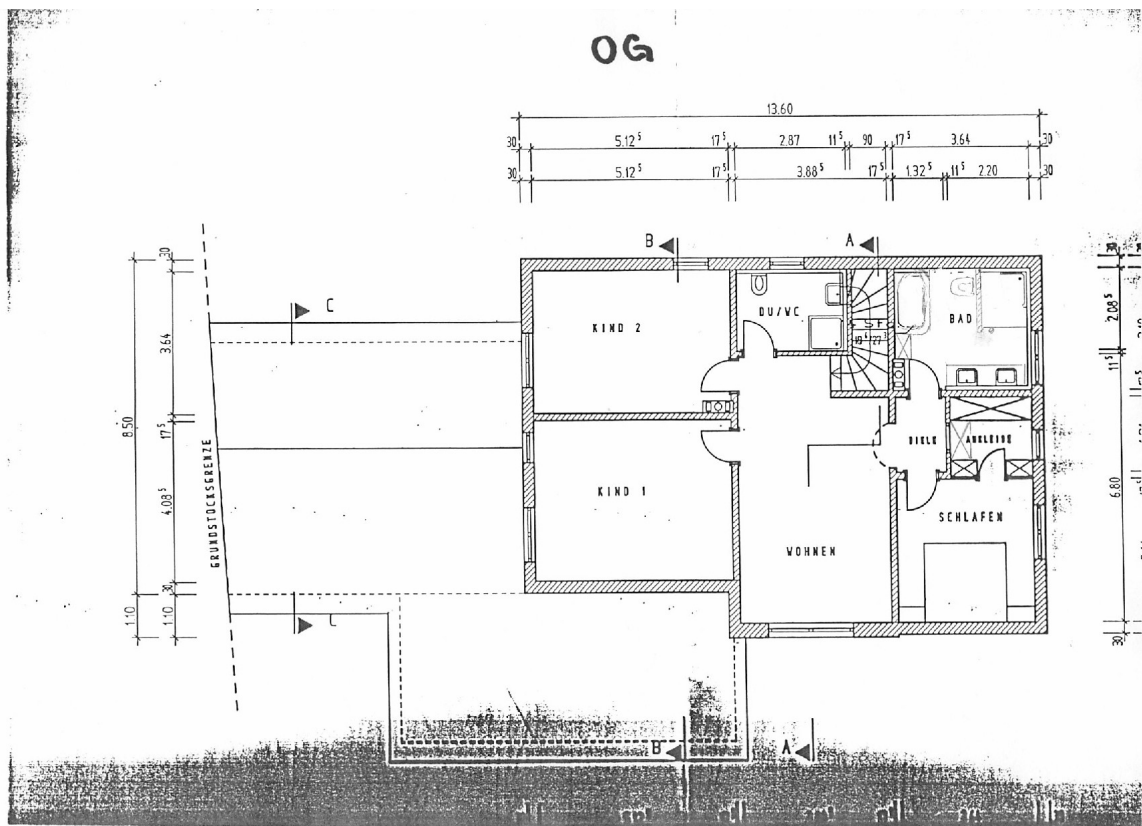 OG
13.60
30 5.12⁵ 17⁵ 2.87 11⁵ 90 17⁵ 3.64 30
30 5.12⁵ 17⁵ 3.88⁵ 17⁵ 1.32⁵ 11⁵ 2.20 30
B A
30
C
KIND 2
DU/WC
BAD
2.08⁵
3.64
11⁵
8.50
17⁵
GRUNDSTÜCKSGRENZE
DIELE
ANKLEIDE
4.08⁵
KIND 1
SCHLAFEN
6.80
WOHNEN
30
1.10
1.10
C
30
B A